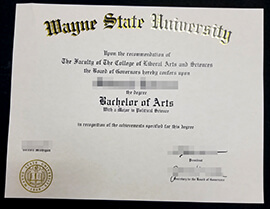 Wayne State University
Upon the recommendation of
The Faculty of The College of Liberal Arts and Sciences
the Board of Governors hereby confers upon
the degree
Bachelor of Arts
With a Major in Political Science
in recognition of the achievements specified for this degree
President
Secretary to the Board of Governors